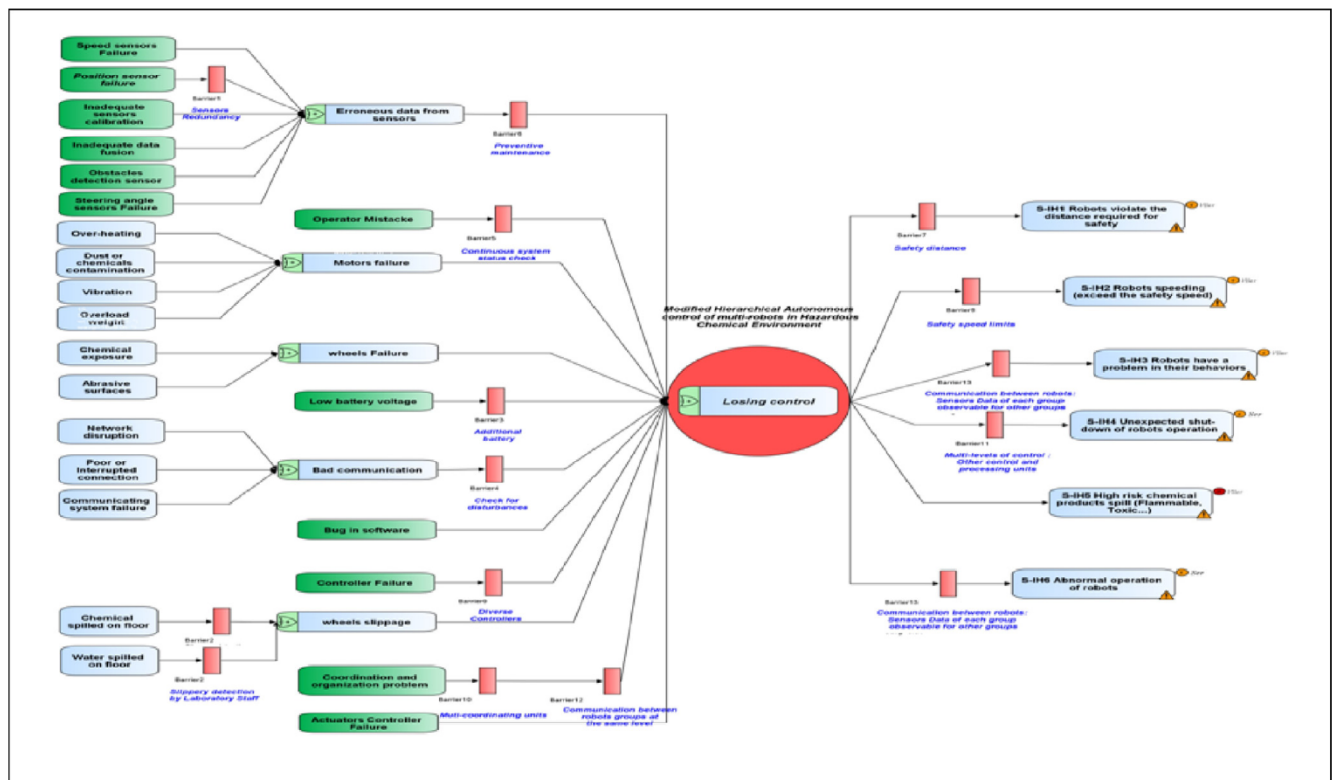 Speed sensors
Failure
Position sensor
failure
Barrier1
Sensors
Redundancy
Inadequate
sensors
calibration
Inadequate data
fusion
Obstacles
detection sensor
Steering angle
sensors Failure
Erroneous data from
sensors
Preventive
maintenance
Operator Mistacke
Barrier5
Continuous system
status check
Over-heating
Dust or
chemicals
contamination
Vibration
Overload
weight
Motors failure
Chemical
exposure
Abrasive
surfaces
wheels Failure
Low battery voltage
Barrier3
Additional
battery
Network
disruption
Poor or
Interrupted
connection
Communicating
system failure
Bad communication
Barrier4
Check for
disturbances
Bug in software
Controller Failure
Diverse
Controllers
Chemical
spilled on floor
Barrier2
Water spilled
on floor
Barrier2
Slippery detection
by Laboratory Staff
wheels slippage
Coordination and
organization problem
Barrier10
Muti-coordinating units
Barrier12
Communication between
robots groups at
the same level
Actuators Controller
Failure
Modified Hierarchical Autonomous
control of multi-robots in Hazardous
Chemical Environment
Losing control
Barrier7
Safety distance
S-IH1 Robots violate the
distance required for
safety
Safety speed limits
S-IH2 Robots speeding
(exceed the safety speed)
Barrier13
Communication between robots:
Sensors Data of each group
observable for other groups
S-IH3 Robots have a
problem in their behaviors
Barrier11
Multi-levels of control :
Other control and
processing units
S-IH4 Unexpected shut-
down of robots operation
S-IH5 High risk chemical
products spill (Flammable,
Toxic...)
Barrier15
Communication between robots:
Sensors Data of each group
observable for other groups
S-IH6 Abnormal operation
of robots